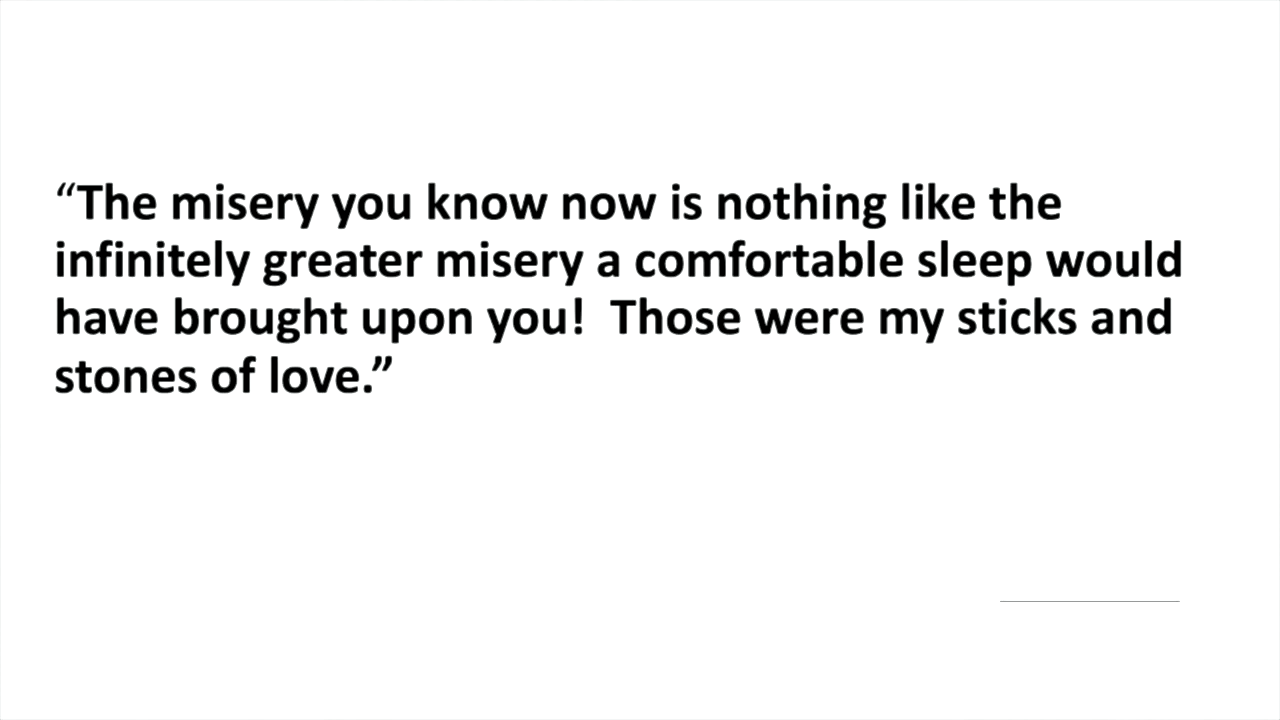 “The misery you know now is nothing like the
infinitely greater misery a comfortable sleep would
have brought upon you!  Those were my sticks and
stones of love.”